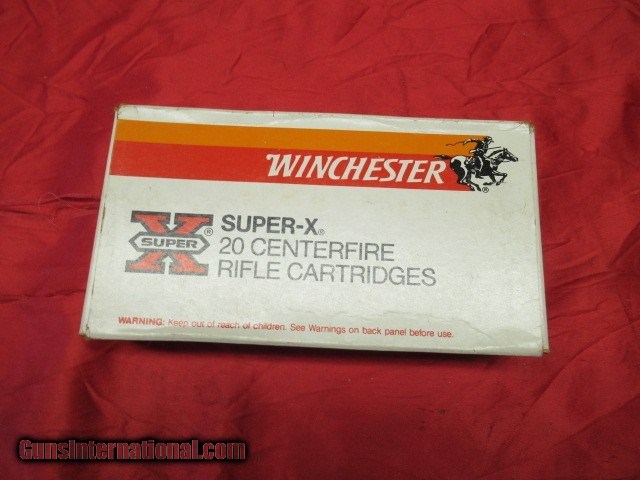 WINCHESTER®
X SUPER ®
SUPER-X®
20 CENTERFIRE
RIFLE CARTRIDGES
WARNING: Keep out of reach of children. See Warnings on back panel before use.
GunsInternational.com